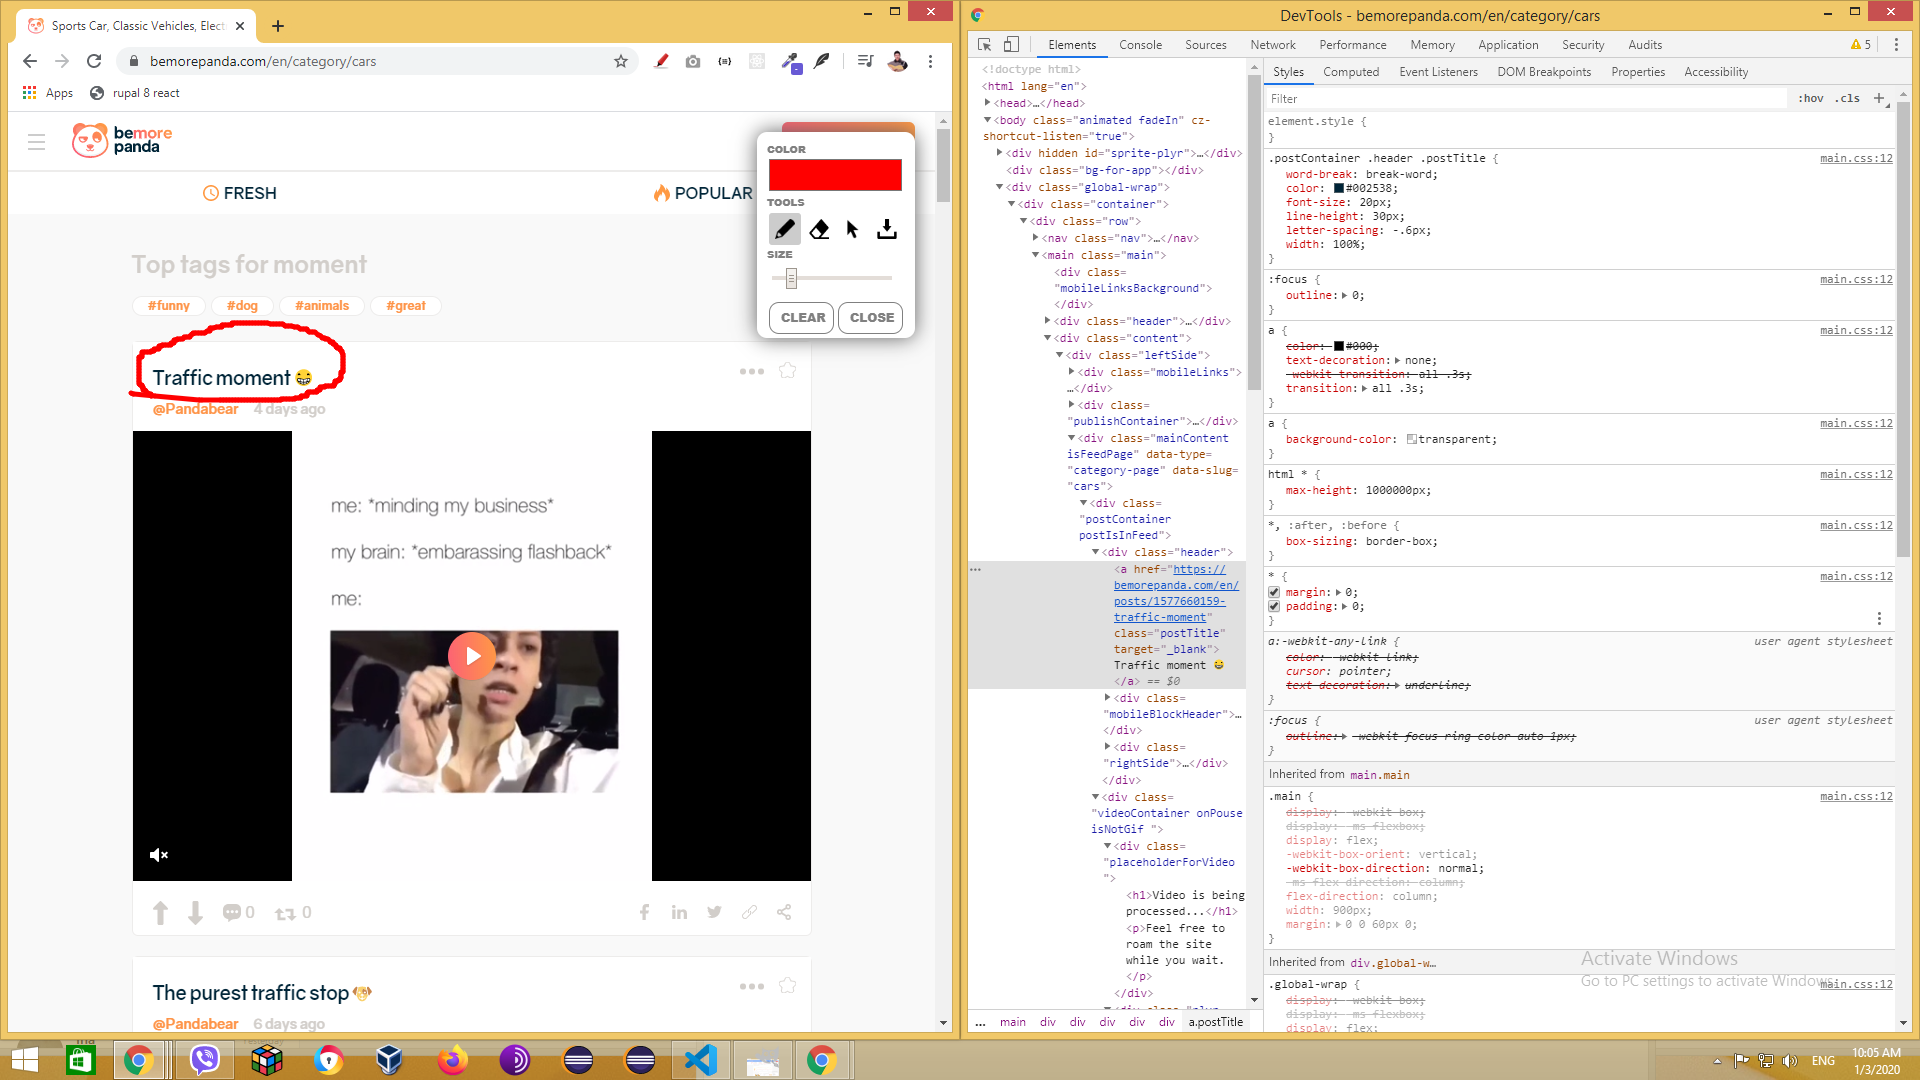 Sports Car, Classic Vehicles, Elect
bemorepanda.com/en/category/cars
Apps
rupal 8 react
bemore
panda
FRESH
POPULAR
COLOR
TOOLS
SIZE
CLEAR
CLOSE
Top tags for moment
#funny
#dog
#animals
#great
Traffic moment 😂
@Pandabear 4 days ago
me: *minding my business*
my brain: *embarassing flashback*
me:
0
0
The purest traffic stop🐶
@Pandabear 6 days ago
DevTools - bemorepanda.com/en/category/cars
Elements Console Sources Network Performance Memory Application Security Audits
5
<!doctype html>
<html lang="en">
<head>…</head>
<body class="animated fadeIn" cz-
shortcut-listen="true">
<div hidden id="sprite-plyr">…</div>
<div class="bg-for-app"></div>
<div class="global-wrap">
<div class="container">
<div class="row">
<nav class="nav">…</nav>
<main class="main">
<div class=
"mobileLinksBackground">
</div>
<div class="header">…</div>
<div class="content">
<div class="leftSide">
<div class="mobileLinks">
…</div>
<div class=
"publishContainer">…</div>
<div class="mainContent
isFeedPage" data-type=
"category-page" data-slug=
"cars">
<div class=
"postContainer
postIsInFeed">
<div class="header">
<a href="https://
bemorepanda.com/en/
posts/1577660159-
traffic-moment"
class="postTitle"
target="_blank">
Traffic moment 😂
</a> == $0
<div class=
"mobileBlockHeader">…
</div>
<div class=
"rightSide">…</div>
</div>
<div class=
"videoContainer onPouse
isNotGif ">
<div class=
"placeholderForVideo
">
<h1>Video is being
processed...</h1>
<p>Feel free to
roam the site
while you wait.
</p>
</div>
… main div div div div div a.postTitle
Styles Computed Event Listeners DOM Breakpoints Properties Accessibility
Filter
:hov .cls +
element.style {
}
.postContainer .header .postTitle { main.css:12
word-break: break-word;
color: #002538;
font-size: 20px;
line-height: 30px;
letter-spacing: -.6px;
width: 100%;
}
:focus { main.css:12
outline: 0;
}
a { main.css:12
color: #000;
text-decoration: none;
-webkit-transition: all .3s;
transition: all .3s;
}
a { main.css:12
background-color: transparent;
}
html * { main.css:12
max-height: 1000000px;
}
*, :after, :before { main.css:12
box-sizing: border-box;
}
* { main.css:12
margin: 0;
padding: 0;
}
a:-webkit-any-link { user agent stylesheet
color: -webkit-link;
cursor: pointer;
text-decoration: underline;
}
:focus { user agent stylesheet
outline: -webkit-focus-ring-color auto 1px;
}
Inherited from main.main
.main { main.css:12
display: -webkit-box;
display: -ms-flexbox;
display: flex;
-webkit-box-orient: vertical;
-webkit-box-direction: normal;
-ms-flex-direction: column;
flex-direction: column;
width: 900px;
margin: 0 0 60px 0;
}
Inherited from div.global-w…
.global-wrap { main.css:12
display: -webkit-box;
display: -ms-flexbox;
display: flex;
Activate Windows
Go to PC settings to activate Windows.
ENG
10:05 AM
1/3/2020